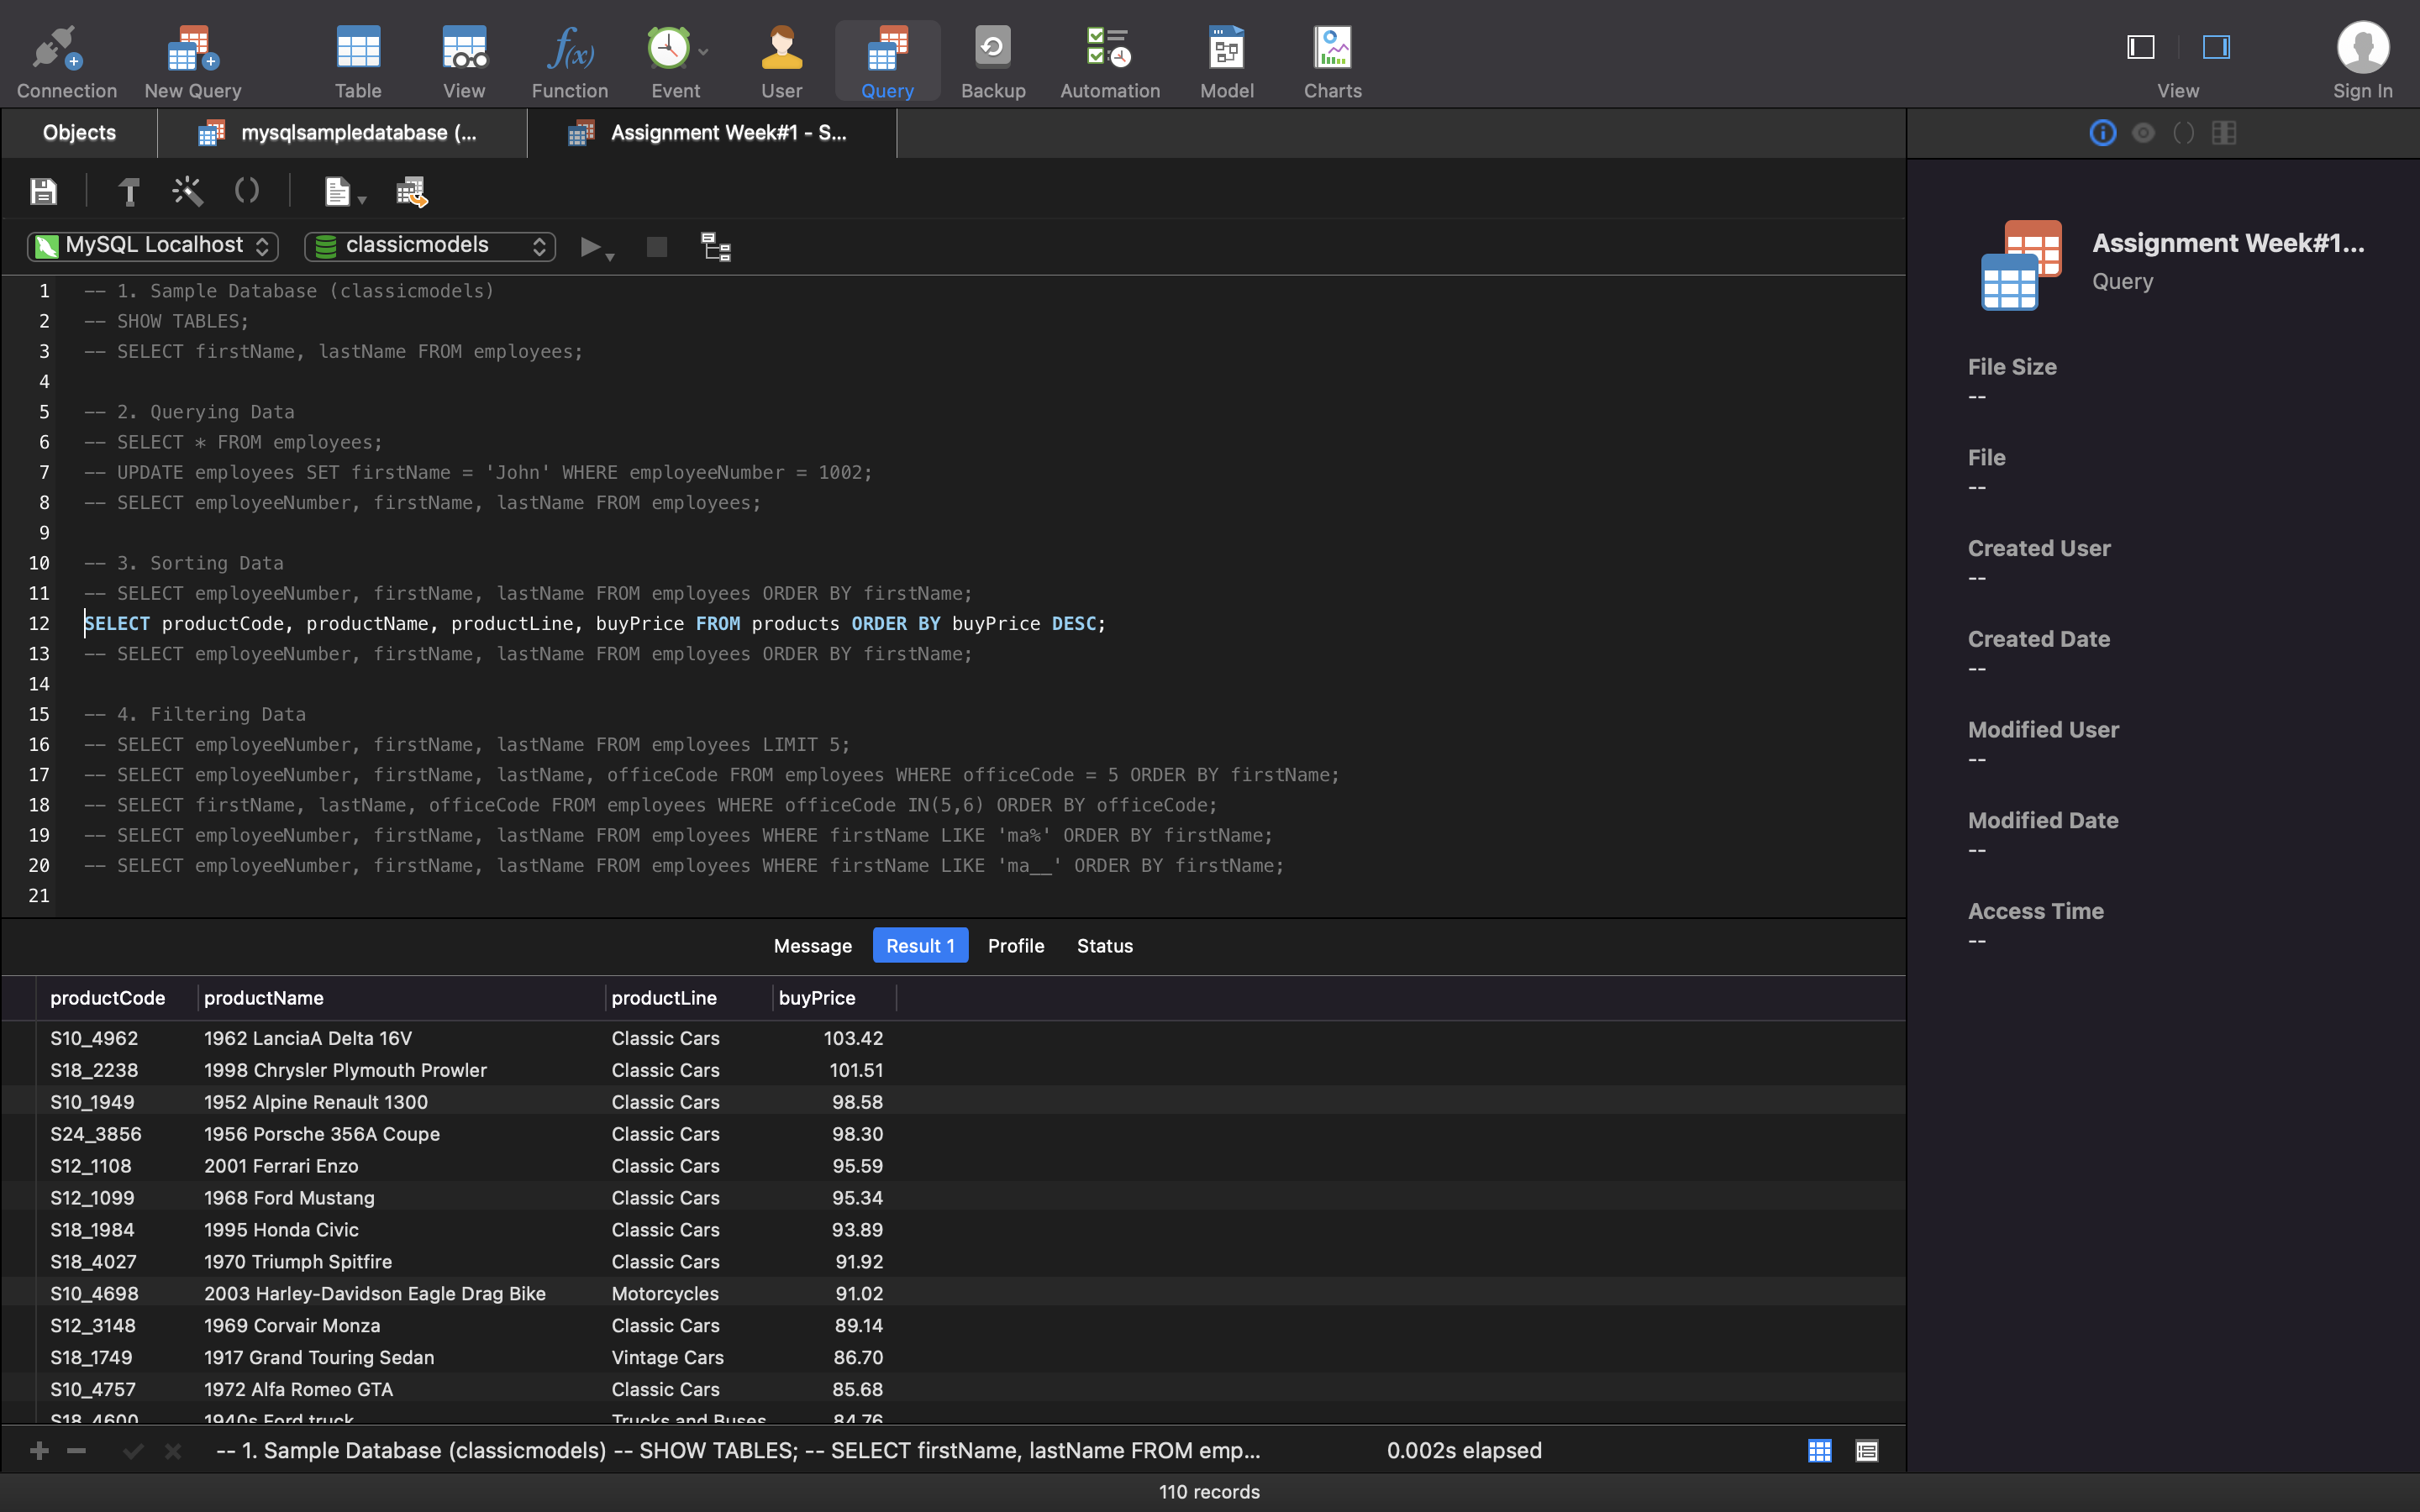 Connection New Query Table View Function Event User Query Backup Automation Model Charts View Sign In
Objects mysqlsampledatabase (... Assignment Week#1 - S...
MySQL Localhost classicmodels
1 -- 1. Sample Database (classicmodels)
2 -- SHOW TABLES;
3 -- SELECT firstName, lastName FROM employees;
4
5 -- 2. Querying Data
6 -- SELECT * FROM employees;
7 -- UPDATE employees SET firstName = 'John' WHERE employeeNumber = 1002;
8 -- SELECT employeeNumber, firstName, lastName FROM employees;
9
10 -- 3. Sorting Data
11 -- SELECT employeeNumber, firstName, lastName FROM employees ORDER BY firstName;
12 SELECT productCode, productName, productLine, buyPrice FROM products ORDER BY buyPrice DESC;
13 -- SELECT employeeNumber, firstName, lastName FROM employees ORDER BY firstName;
14
15 -- 4. Filtering Data
16 -- SELECT employeeNumber, firstName, lastName FROM employees LIMIT 5;
17 -- SELECT employeeNumber, firstName, lastName, officeCode FROM employees WHERE officeCode = 5 ORDER BY firstName;
18 -- SELECT firstName, lastName, officeCode FROM employees WHERE officeCode IN(5,6) ORDER BY officeCode;
19 -- SELECT employeeNumber, firstName, lastName FROM employees WHERE firstName LIKE 'ma%' ORDER BY firstName;
20 -- SELECT employeeNumber, firstName, lastName FROM employees WHERE firstName LIKE 'ma__' ORDER BY firstName;
21
Message Result 1 Profile Status
productCode productName productLine buyPrice
S10_4962 1962 LanciaA Delta 16V Classic Cars 103.42
S18_2238 1998 Chrysler Plymouth Prowler Classic Cars 101.51
S10_1949 1952 Alpine Renault 1300 Classic Cars 98.58
S24_3856 1956 Porsche 356A Coupe Classic Cars 98.30
S12_1108 2001 Ferrari Enzo Classic Cars 95.59
S12_1099 1968 Ford Mustang Classic Cars 95.34
S18_1984 1995 Honda Civic Classic Cars 93.89
S18_4027 1970 Triumph Spitfire Classic Cars 91.92
S10_4698 2003 Harley-Davidson Eagle Drag Bike Motorcycles 91.02
S12_3148 1969 Corvair Monza Classic Cars 89.14
S18_1749 1917 Grand Touring Sedan Vintage Cars 86.70
S10_4757 1972 Alfa Romeo GTA Classic Cars 85.68
S18_4600 1940s Ford truck Trucks and Buses 84.76
-- 1. Sample Database (classicmodels) -- SHOW TABLES; -- SELECT firstName, lastName FROM emp... 0.002s elapsed
110 records
Assignment Week#1...
Query
File Size
--
File
--
Created User
--
Created Date
--
Modified User
--
Modified Date
--
Access Time
--